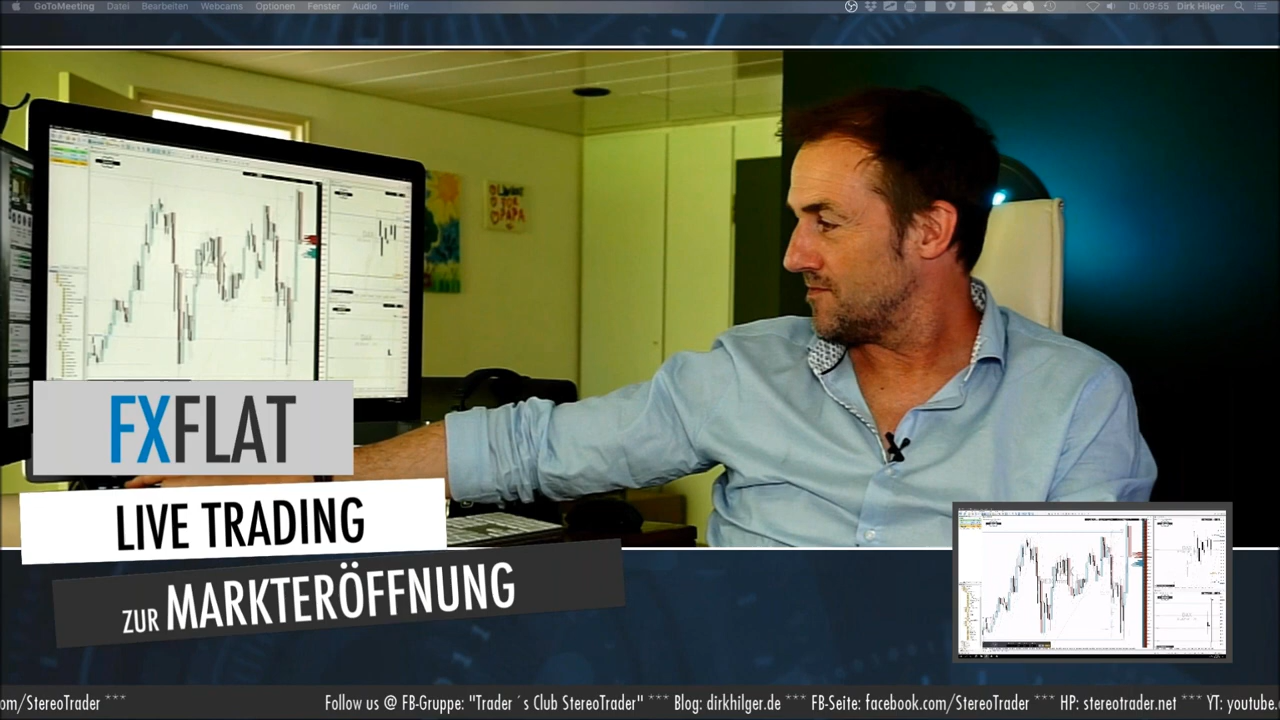 GoToMeeting Datei Bearbeiten Webcams Optionen Fenster Audio Hilfe Di. 09:55 Dirk Hilger
FOR
PAPA
FXFLAT
LIVE TRADING
ZUR MARKTERÖFFNUNG
om/StereoTrader *** Follow us @ FB-Gruppe: "Trader´s Club StereoTrader" *** Blog: dirkhilger.de *** FB-Seite: facebook.com/StereoTrader *** HP: stereotrader.net *** YT: youtube.